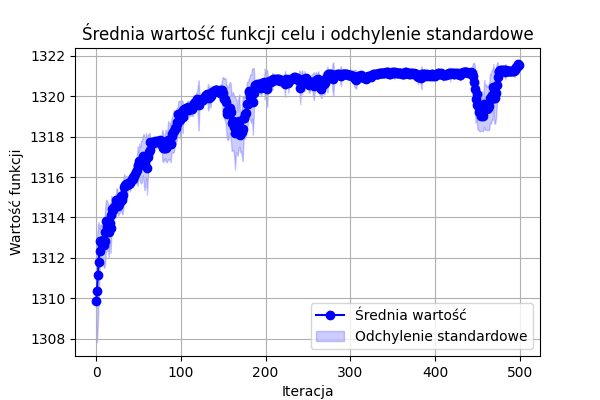 Średnia wartość funkcji celu i odchylenie standardowe
Wartość funkcji
1322
1320
1318
1316
1314
1312
1310
1308
0
100
200
300
400
500
Iteracja
Średnia wartość
Odchylenie standardowe